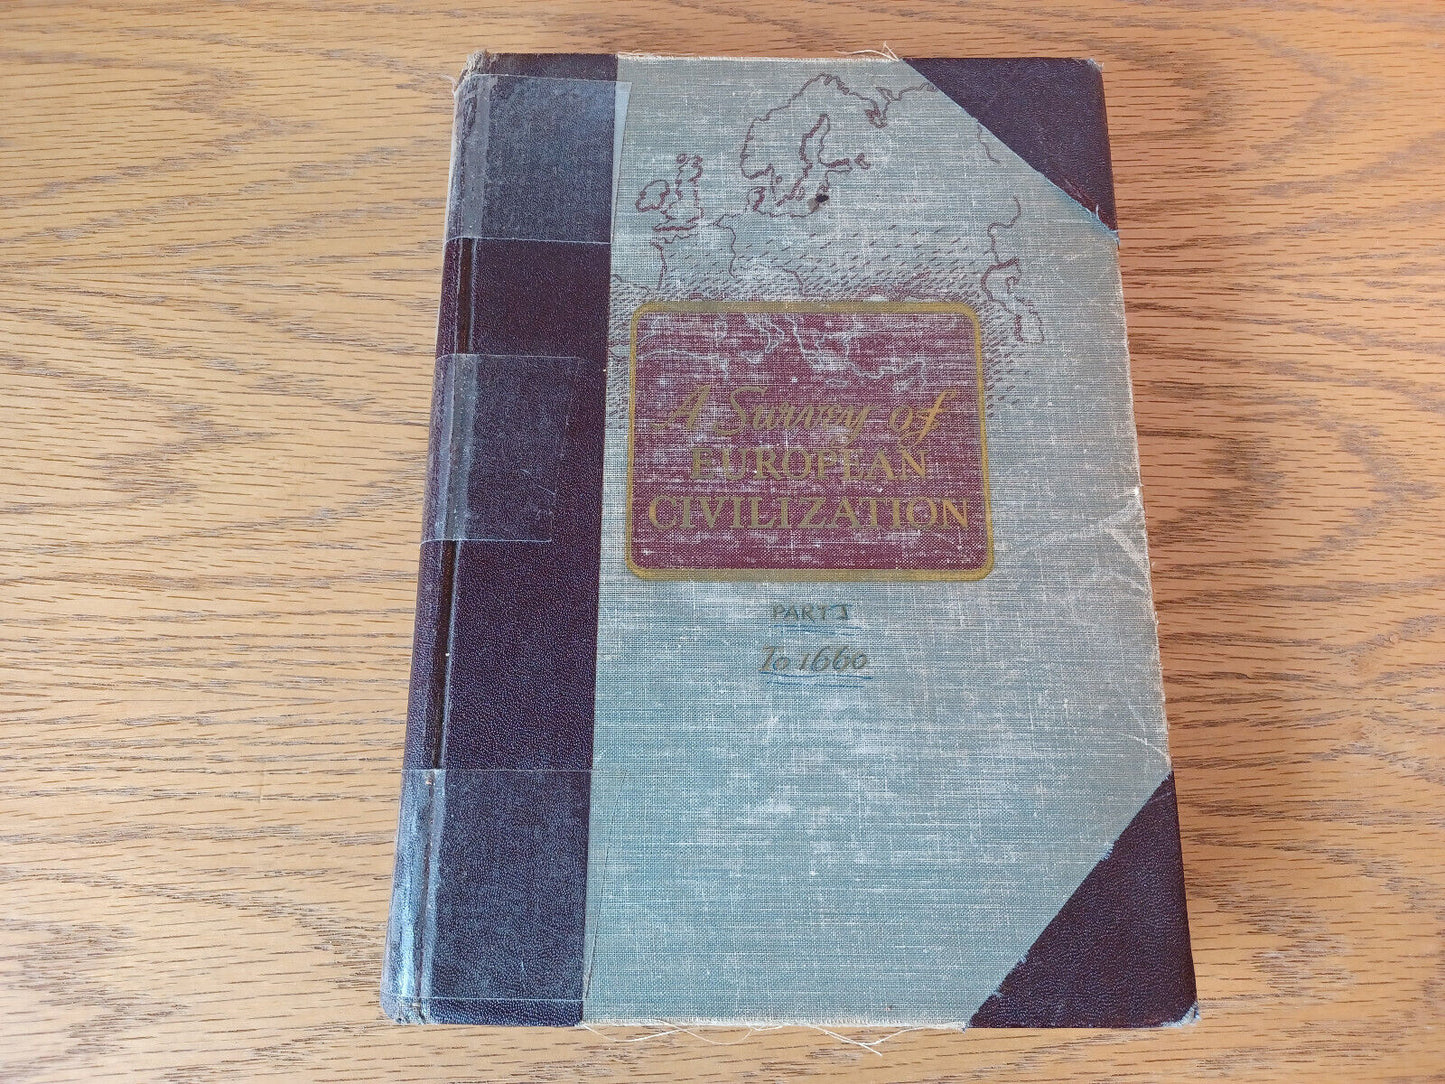 A Survey of
EUROPEAN
CIVILIZATION
PART I
To 1660